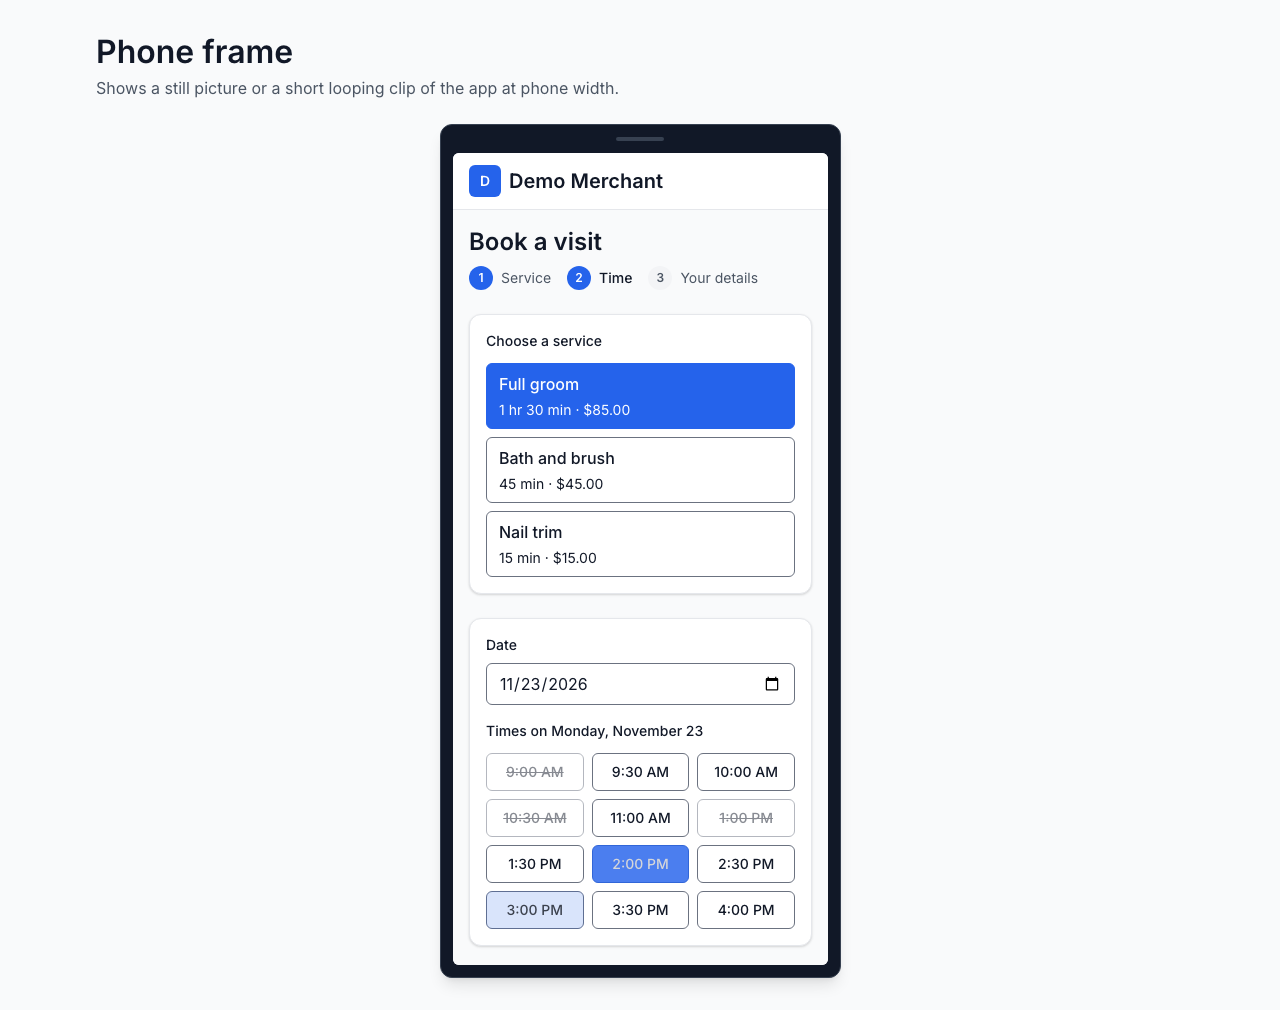 Phone frame
Shows a still picture or a short looping clip of the app at phone width.
D Demo Merchant
Book a visit
1 Service 2 Time 3 Your details
Choose a service
Full groom
1 hr 30 min · $85.00
Bath and brush
45 min · $45.00
Nail trim
15 min · $15.00
Date
11/23/2026
Times on Monday, November 23
9:00 AM 9:30 AM 10:00 AM
10:30 AM 11:00 AM 1:00 PM
1:30 PM 2:00 PM 2:30 PM
3:00 PM 3:30 PM 4:00 PM